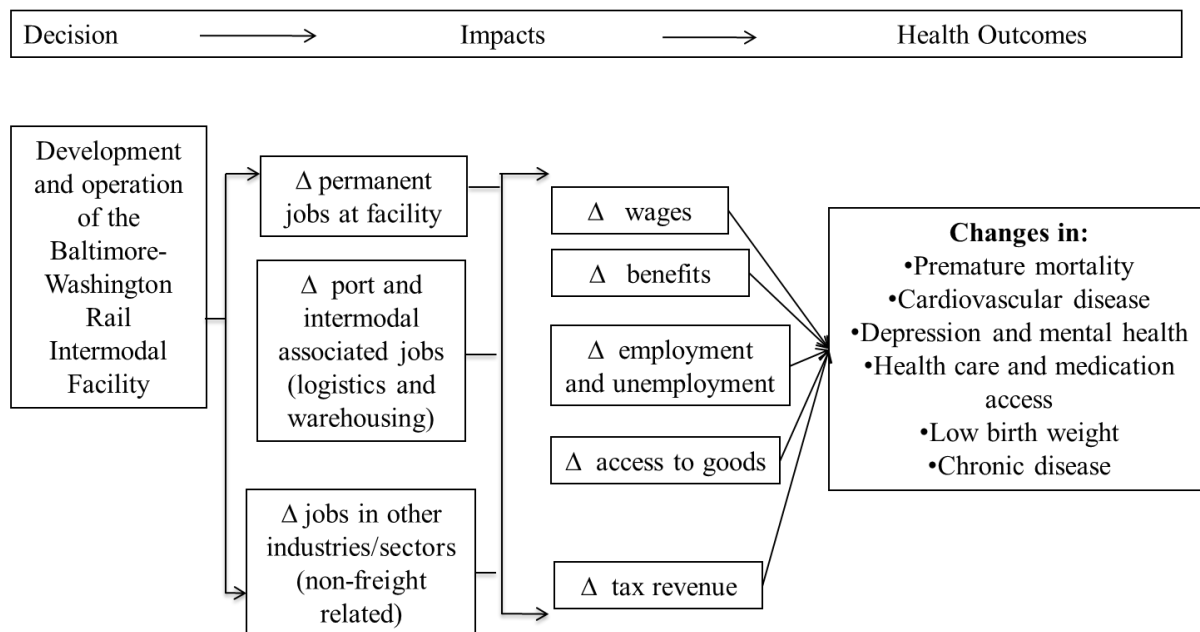 Decision
Impacts
Health Outcomes
Development
and operation
of the
Baltimore-
Washington
Rail
Intermodal
Facility
Δ permanent
jobs at facility
Δ port and
intermodal
associated jobs
(logistics and
warehousing)
Δ jobs in other
industries/sectors
(non-freight
related)
Δ wages
Δ benefits
Δ employment
and unemployment
Δ access to goods
Δ tax revenue
Changes in:
•Premature mortality
•Cardiovascular disease
•Depression and mental health
•Health care and medication
access
•Low birth weight
•Chronic disease